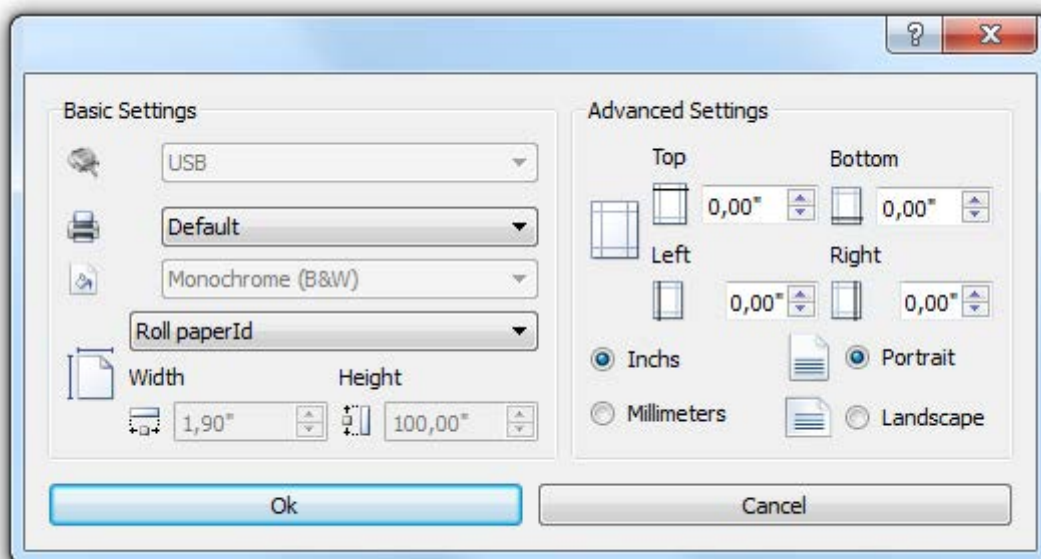 ?
X
Basic Settings
USB
Default
Monochrome (B&W)
Roll paperId
Width Height
1,90" 100,00"
Advanced Settings
Top Bottom
0,00" 0,00"
Left Right
0,00" 0,00"
Inchs Portrait
Millimeters Landscape
Ok Cancel